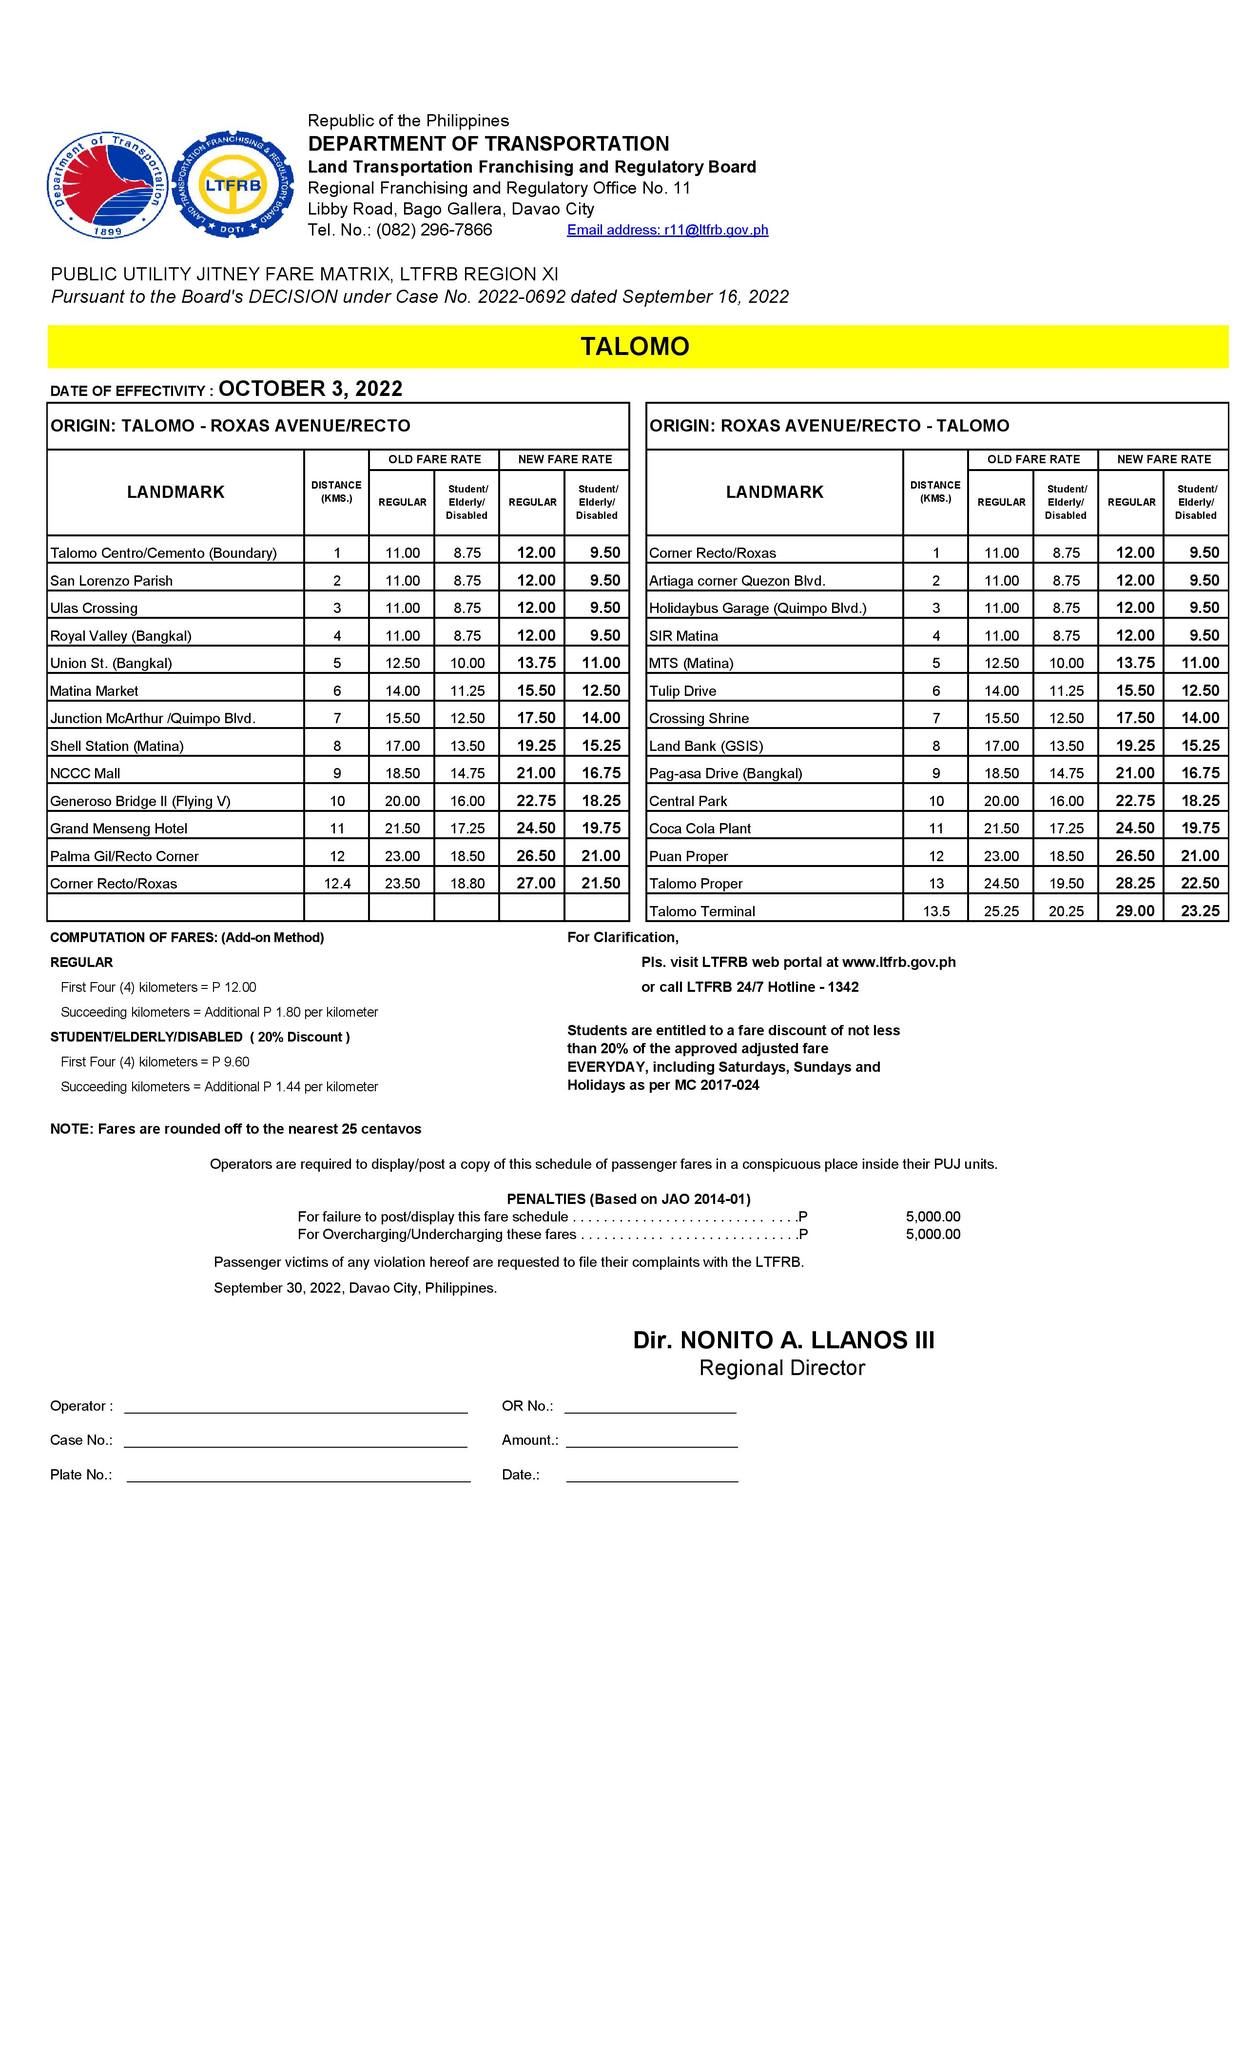 Department of Transportation
1899
LAND TRANSPORTATION FRANCHISING & REGULATORY BOARD
LTFRB
DOTr
Republic of the Philippines
DEPARTMENT OF TRANSPORTATION
Land Transportation Franchising and Regulatory Board
Regional Franchising and Regulatory Office No. 11
Libby Road, Bago Gallera, Davao City
Tel. No.: (082) 296-7866 Email address: r11@ltfrb.gov.ph
PUBLIC UTILITY JITNEY FARE MATRIX, LTFRB REGION XI
Pursuant to the Board's DECISION under Case No. 2022-0692 dated September 16, 2022
TALOMO
DATE OF EFFECTIVITY : OCTOBER 3, 2022
ORIGIN: TALOMO - ROXAS AVENUE/RECTO
LANDMARK DISTANCE (KMS.) OLD FARE RATE NEW FARE RATE
REGULAR Student/ Elderly/ Disabled REGULAR Student/ Elderly/ Disabled
Talomo Centro/Cemento (Boundary) 1 11.00 8.75 12.00 9.50
San Lorenzo Parish 2 11.00 8.75 12.00 9.50
Ulas Crossing 3 11.00 8.75 12.00 9.50
Royal Valley (Bangkal) 4 11.00 8.75 12.00 9.50
Union St. (Bangkal) 5 12.50 10.00 13.75 11.00
Matina Market 6 14.00 11.25 15.50 12.50
Junction McArthur /Quimpo Blvd. 7 15.50 12.50 17.50 14.00
Shell Station (Matina) 8 17.00 13.50 19.25 15.25
NCCC Mall 9 18.50 14.75 21.00 16.75
Generoso Bridge II (Flying V) 10 20.00 16.00 22.75 18.25
Grand Menseng Hotel 11 21.50 17.25 24.50 19.75
Palma Gil/Recto Corner 12 23.00 18.50 26.50 21.00
Corner Recto/Roxas 12.4 23.50 18.80 27.00 21.50
ORIGIN: ROXAS AVENUE/RECTO - TALOMO
LANDMARK DISTANCE (KMS.) OLD FARE RATE NEW FARE RATE
REGULAR Student/ Elderly/ Disabled REGULAR Student/ Elderly/ Disabled
Corner Recto/Roxas 1 11.00 8.75 12.00 9.50
Artiaga corner Quezon Blvd. 2 11.00 8.75 12.00 9.50
Holidaybus Garage (Quimpo Blvd.) 3 11.00 8.75 12.00 9.50
SIR Matina 4 11.00 8.75 12.00 9.50
MTS (Matina) 5 12.50 10.00 13.75 11.00
Tulip Drive 6 14.00 11.25 15.50 12.50
Crossing Shrine 7 15.50 12.50 17.50 14.00
Land Bank (GSIS) 8 17.00 13.50 19.25 15.25
Pag-asa Drive (Bangkal) 9 18.50 14.75 21.00 16.75
Central Park 10 20.00 16.00 22.75 18.25
Coca Cola Plant 11 21.50 17.25 24.50 19.75
Puan Proper 12 23.00 18.50 26.50 21.00
Talomo Proper 13 24.50 19.50 28.25 22.50
Talomo Terminal 13.5 25.25 20.25 29.00 23.25
COMPUTATION OF FARES: (Add-on Method)
REGULAR
First Four (4) kilometers = P 12.00
Succeeding kilometers = Additional P 1.80 per kilometer
STUDENT/ELDERLY/DISABLED ( 20% Discount )
First Four (4) kilometers = P 9.60
Succeeding kilometers = Additional P 1.44 per kilometer
For Clarification,
Pls. visit LTFRB web portal at www.ltfrb.gov.ph
or call LTFRB 24/7 Hotline - 1342
Students are entitled to a fare discount of not less
than 20% of the approved adjusted fare
EVERYDAY, including Saturdays, Sundays and
Holidays as per MC 2017-024
NOTE: Fares are rounded off to the nearest 25 centavos
Operators are required to display/post a copy of this schedule of passenger fares in a conspicuous place inside their PUJ units.
PENALTIES (Based on JAO 2014-01)
For failure to post/display this fare schedule . . . . . . . . . . . . . . . . . . . . . . . . . . . . .P 5,000.00
For Overcharging/Undercharging these fares . . . . . . . . . . . . . . . . . . . . . . . . . . . .P 5,000.00
Passenger victims of any violation hereof are requested to file their complaints with the LTFRB.
September 30, 2022, Davao City, Philippines.
Dir. NONITO A. LLANOS III
Regional Director
Operator : OR No.:
Case No.: Amount.:
Plate No.: Date.: